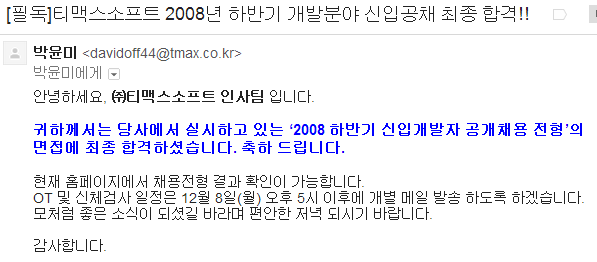 [필독]티맥스소프트 2008년 하반기 개발분야 신입공채 최종 합격!!
박윤미 <davidoff44@tmax.co.kr>
박윤미에게
안녕하세요, ㈜티맥스소프트 인사팀 입니다.
귀하께서는 당사에서 실시하고 있는 ‘2008 하반기 신입개발자 공개채용 전형’의
면접에 최종 합격하셨습니다. 축하 드립니다.
현재 홈페이지에서 채용전형 결과 확인이 가능합니다.
OT 및 신체검사 일정은 12월 8일(월) 오후 5시 이후에 개별 메일 발송 하도록 하겠습니다.
모처럼 좋은 소식이 되셨길 바라며 편안한 저녁 되시기 바랍니다.
감사합니다.